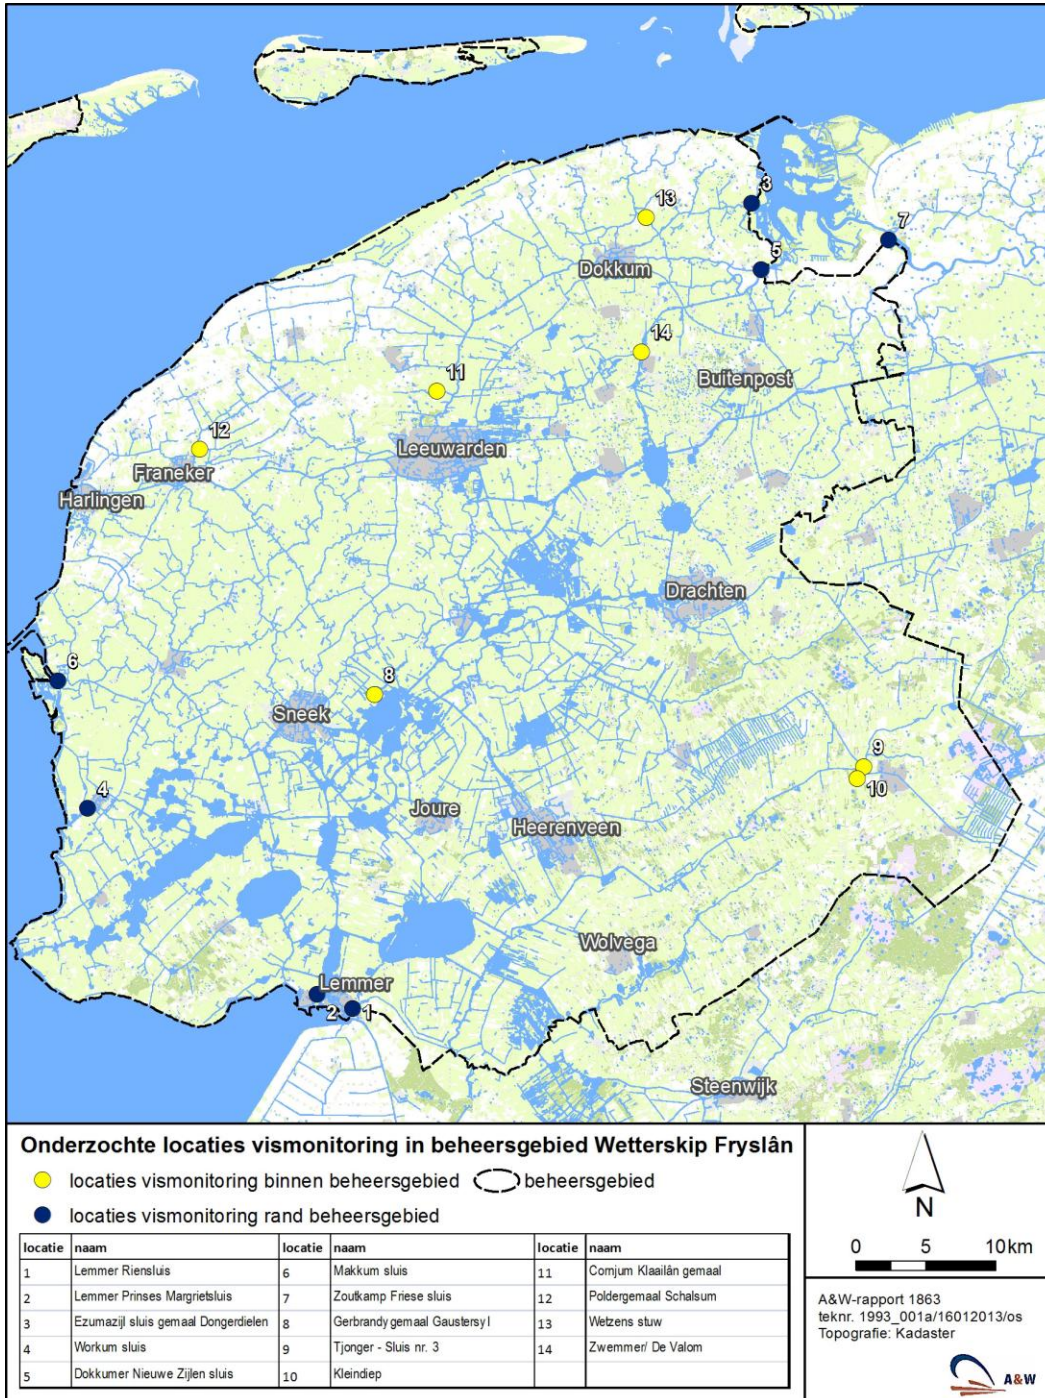 3
7
13
5
Dokkum
14
Buitenpost
11
Leeuwarden
12
Franeker
Harlingen
Drachten
6
8
Sneek
9
10
4
Joure
Heerenveen
Wolvega
Lemmer
2
1
Steenwijk
Onderzochte locaties vismonitoring in beheersgebied Wetterskip Fryslân
locaties vismonitoring binnen beheersgebied beheersgebied
locaties vismonitoring rand beheersgebied
locatie naam locatie naam locatie naam
1 Lemmer Riensluis 6 Makkum sluis 11 Cornjum Klaailân gemaal
2 Lemmer Prinses Margrietsluis 7 Zoutkamp Friese sluis 12 Poldergemaal Schalsum
3 Ezumazijl sluis gemaal Dongerdielen 8 Gerbrandy gemaal Gaustersyl 13 Wetzens stuw
4 Workum sluis 9 Tjonger - Sluis nr. 3 14 Zwemmer/ De Valom
5 Dokkumer Nieuwe Zijlen sluis 10 Kleindiep
N
0 5 10km
A&W-rapport 1863
teknr. 1993_001a/16012013/os
Topografie: Kadaster
A&W